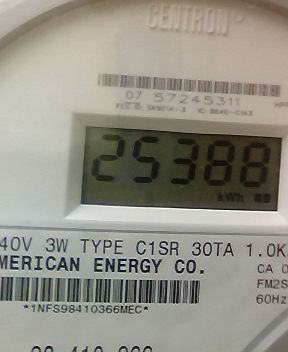 CENTRON®
07 57245311
25388
kWh
40V 3W TYPE C1SR 30TA 1.0K
MERICAN ENERGY CO.
CA 0
FM2S
60Hz
*1NFS98410366MEC*